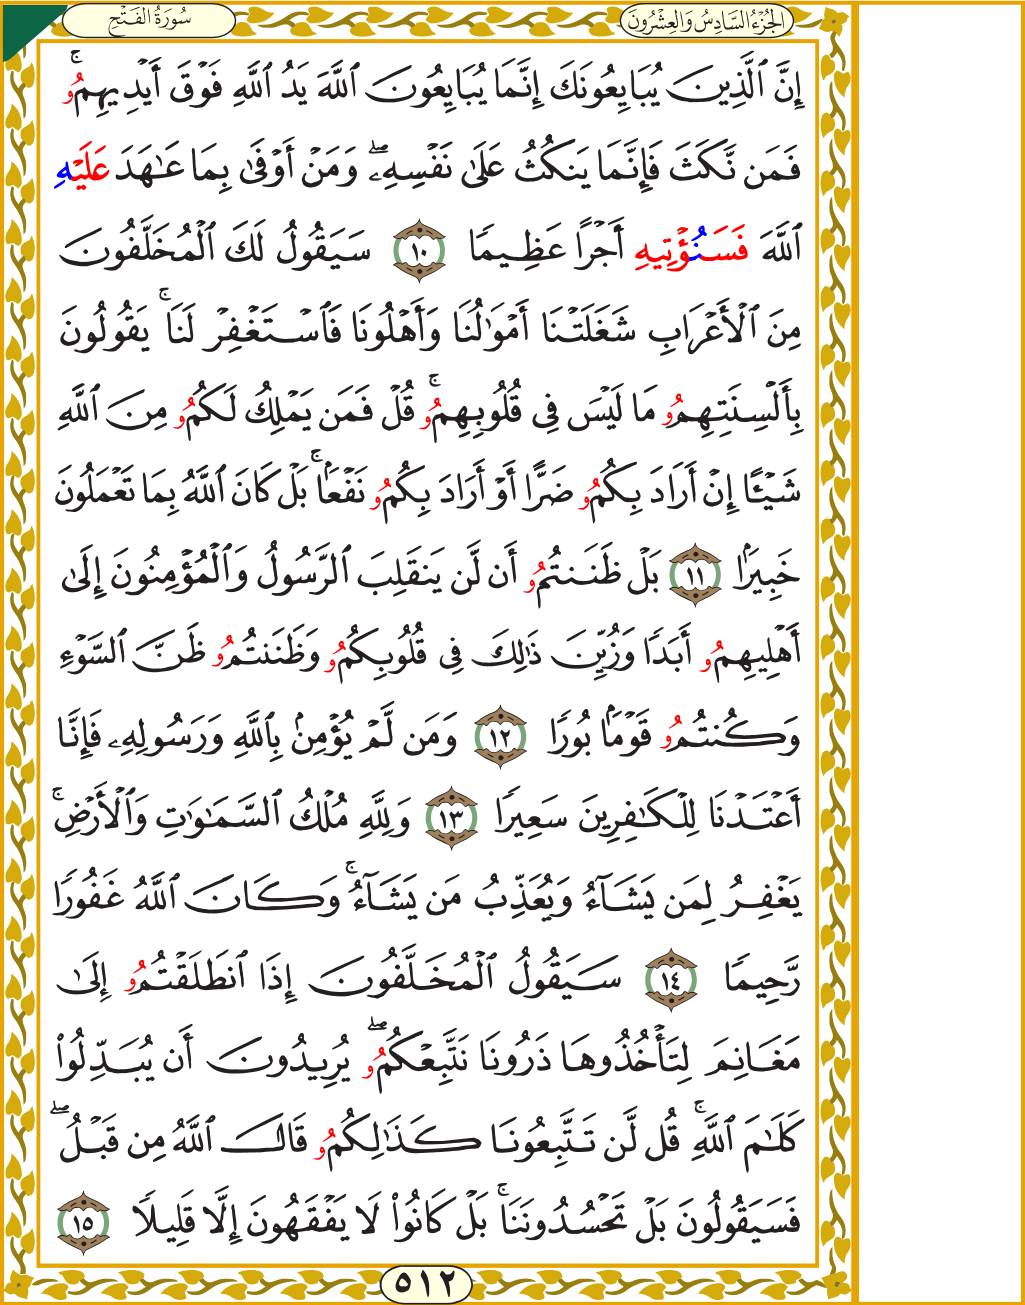 سُورَةُ الفَتْحِ
الجُزْءُ السَّادِسُ وَالعِشْرُونَ
إِنَّ ٱلَّذِينَ يُبَايِعُونَكَ إِنَّمَا يُبَايِعُونَ ٱللَّهَ يَدُ ٱللَّهِ فَوْقَ أَيْدِيهِمُوۚ
فَمَن نَّكَثَ فَإِنَّمَا يَنكُثُ عَلَىٰ نَفْسِهِۦۖ وَمَنْ أَوْفَىٰ بِمَا عَٰهَدَ عَلَيْهِ
ٱللَّهَ فَسَنُؤْتِيهِ أَجْرًا عَظِيمًا ١٠ سَيَقُولُ لَكَ ٱلْمُخَلَّفُونَ
مِنَ ٱلْأَعْرَابِ شَغَلَتْنَا أَمْوَٰلُنَا وَأَهْلُونَا فَٱسْتَغْفِرْ لَنَاۚ يَقُولُونَ
بِأَلْسِنَتِهِمُو مَا لَيْسَ فِى قُلُوبِهِمُوۚ قُلْ فَمَن يَمْلِكُ لَكُمُو مِنَ ٱللَّهِ
شَيْـًٔا إِنْ أَرَادَ بِكُمُو ضَرًّا أَوْ أَرَادَ بِكُمُو نَفْعَۢاۚ بَلْ كَانَ ٱللَّهُ بِمَا تَعْمَلُونَ
خَبِيرَۢا ١١ بَلْ ظَنَنتُمُو أَن لَّن يَنقَلِبَ ٱلرَّسُولُ وَٱلْمُؤْمِنُونَ إِلَىٰ
أَهْلِيهِمُو أَبَدًا وَزُيِّنَ ذَٰلِكَ فِى قُلُوبِكُمُو وَظَنَنتُمُو ظَنَّ ٱلسَّوْءِ
وَكُنتُمُو قَوْمَۢا بُورًا ١٢ وَمَن لَّمْ يُؤْمِنۢ بِٱللَّهِ وَرَسُولِهِۦ فَإِنَّا
أَعْتَدْنَا لِلْكَٰفِرِينَ سَعِيرًا ١٣ وَلِلَّهِ مُلْكُ ٱلسَّمَٰوَٰتِ وَٱلْأَرْضِۚ
يَغْفِرُ لِمَن يَشَآءُ وَيُعَذِّبُ مَن يَشَآءُۚ وَكَانَ ٱللَّهُ غَفُورًا
رَّحِيمًا ١٤ سَيَقُولُ ٱلْمُخَلَّفُونَ إِذَا ٱنطَلَقْتُمُو إِلَىٰ
مَغَانِمَ لِتَأْخُذُوهَا ذَرُونَا نَتَّبِعْكُمُوۖ يُرِيدُونَ أَن يُبَدِّلُوا۟
كَلَٰمَ ٱللَّهِۚ قُل لَّن تَتَّبِعُونَا كَذَٰلِكُمُو قَالَ ٱللَّهُ مِن قَبْلُۖ
فَسَيَقُولُونَ بَلْ تَحْسُدُونَنَاۚ بَلْ كَانُوا۟ لَا يَفْقَهُونَ إِلَّا قَلِيلًا ١٥
٥١٢